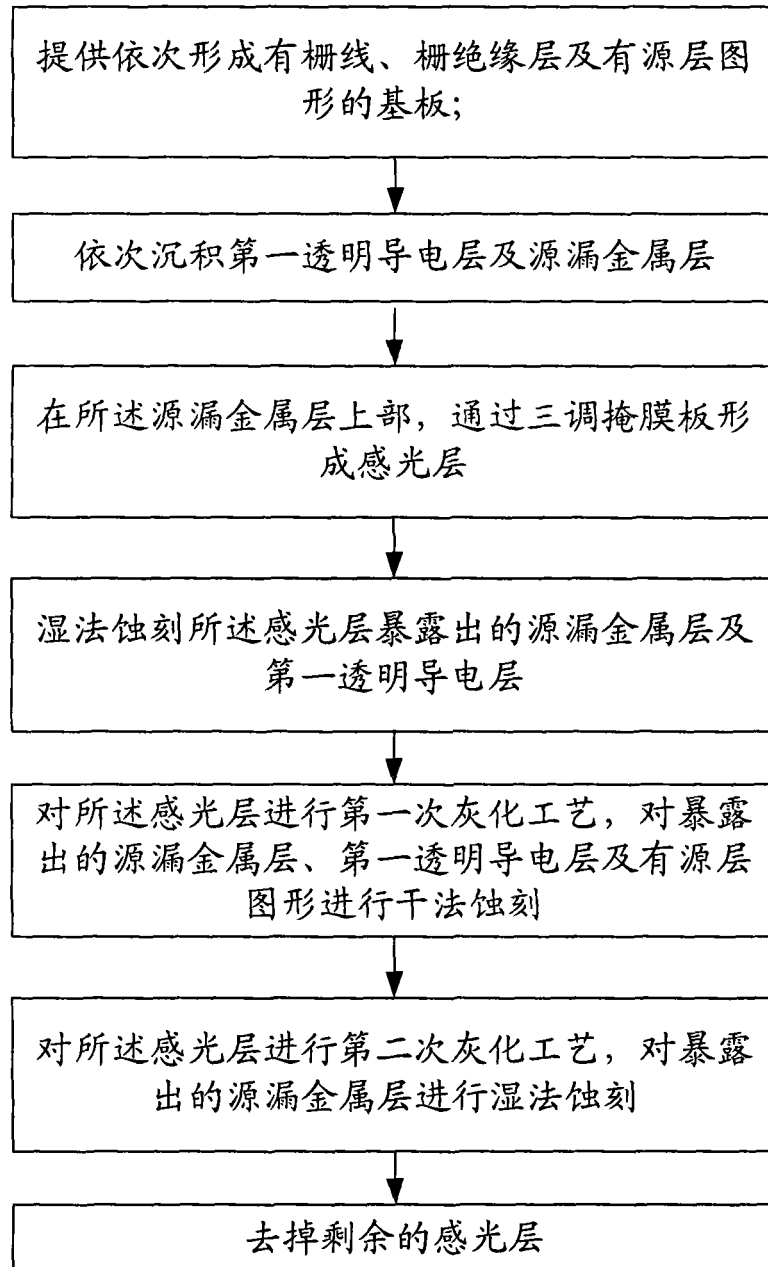 提供依次形成有栅线、栅绝缘层及有源层图
形的基板;
依次沉积第一透明导电层及源漏金属层
在所述源漏金属层上部，通过三调掩膜板形
成感光层
湿法蚀刻所述感光层暴露出的源漏金属层及
第一透明导电层
对所述感光层进行第一次灰化工艺，对暴露
出的源漏金属层、第一透明导电层及有源层
图形进行干法蚀刻
对所述感光层进行第二次灰化工艺，对暴露
出的源漏金属层进行湿法蚀刻
去掉剩余的感光层